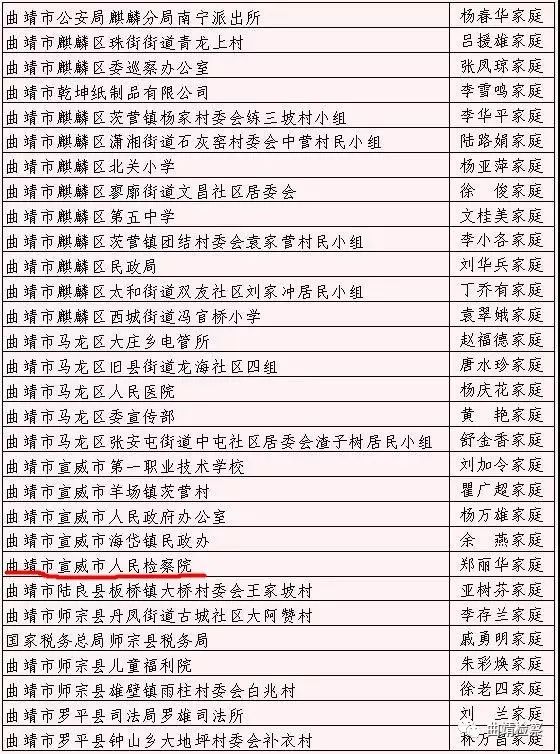 曲靖市公安局麒麟分局南宁派出所 杨春华家庭
曲靖市麒麟区珠街街道青龙上村 吕援雄家庭
曲靖市麒麟区委巡察办公室 张凤琼家庭
曲靖市乾坤纸制品有限公司 李雪鸣家庭
曲靖市麒麟区茨营镇杨家村委会练三坡村小组 李华平家庭
曲靖市麒麟区潇湘街道石灰窑村委会中营村民小组 陆路娟家庭
曲靖市麒麟区北关小学 杨亚萍家庭
曲靖市麒麟区寥廓街道文昌社区居委会 徐 俊家庭
曲靖市麒麟区第五中学 文桂美家庭
曲靖市麒麟区茨营镇团结村委会袁家营村民小组 李小各家庭
曲靖市麒麟区民政局 刘华兵家庭
曲靖市麒麟区太和街道双友社区刘家冲居民小组 丁乔有家庭
曲靖市麒麟区西城街道冯官桥小学 袁翠娥家庭
曲靖市马龙区大庄乡电管所 赵福德家庭
曲靖市马龙区旧县街道龙海社区四组 唐水珍家庭
曲靖市马龙区人民医院 杨庆花家庭
曲靖市马龙区委宣传部 黄 艳家庭
曲靖市马龙区张安屯街道中屯社区居委会渣子树居民小组 舒金香家庭
曲靖市宣威市第一职业技术学校 刘加令家庭
曲靖市宣威市羊场镇茨营村 瞿广超家庭
曲靖市宣威市人民政府办公室 杨万雄家庭
曲靖市宣威市海岱镇民政办 余 燕家庭
曲靖市宣威市人民检察院 郑丽华家庭
曲靖市陆良县板桥镇大桥村委会王家坡村 亚树芬家庭
曲靖市师宗县丹凤街道古城社区大阿赞村 李存兰家庭
国家税务总局师宗县税务局 戚勇明家庭
曲靖市师宗县儿童福利院 朱彩焕家庭
曲靖市师宗县雄壁镇雨柱村委会白兆村 徐老四家庭
曲靖市罗平县司法局罗雄司法所 刘 兰家庭
曲靖市罗平县钟山乡大地坪村委会补衣村 林万昌家庭
曲靖检察